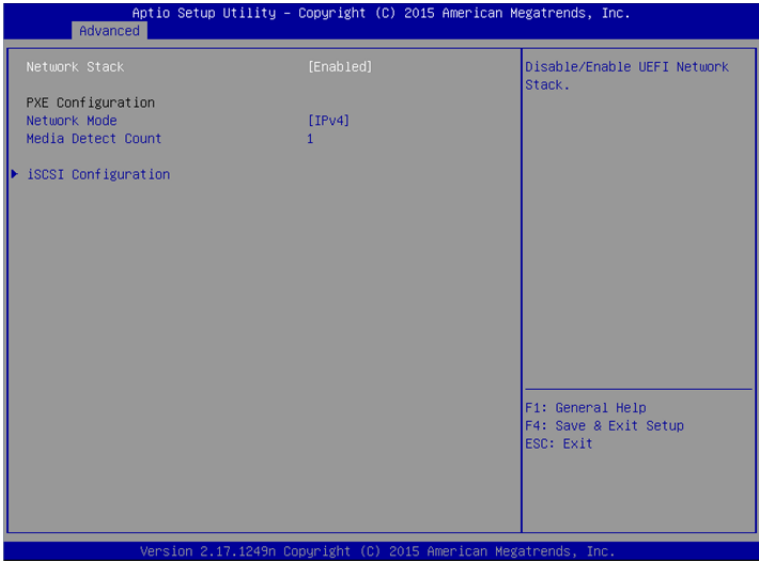 Aptio Setup Utility – Copyright (C) 2015 American Megatrends, Inc.
Advanced
Network Stack [Enabled]
PXE Configuration
Network Mode [IPv4]
Media Detect Count 1
iSCSI Configuration
Disable/Enable UEFI Network
Stack.
F1: General Help
F4: Save & Exit Setup
ESC: Exit
Version 2.17.1249n Copyright (C) 2015 American Megatrends, Inc.